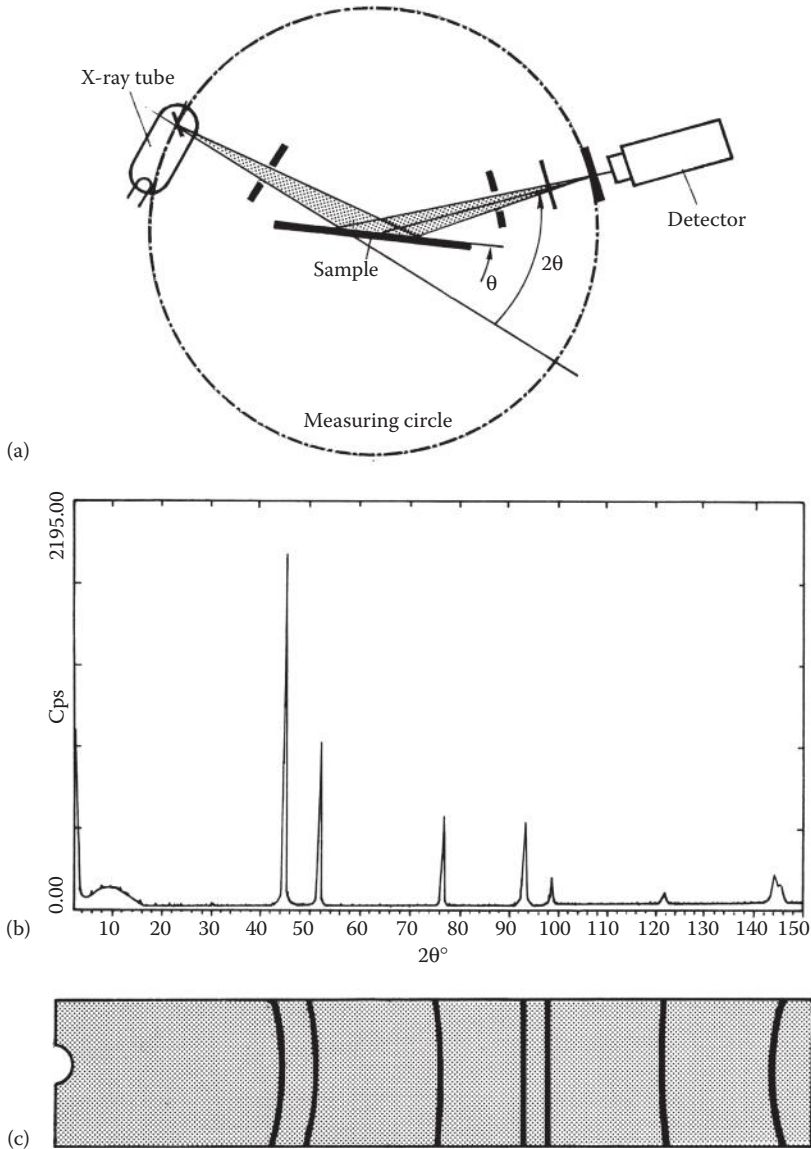 X-ray tube
Detector
Sample
θ
2θ
Measuring circle
(a)
2195.00
Cps
0.00
10 20 30 40 50 60 70 80 90 100 110 120 130 140 150
(b)
2θ°
(c)